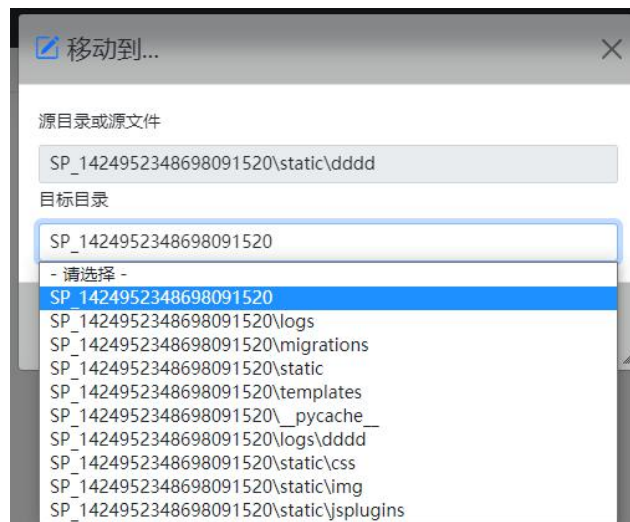 移动到...
源目录或源文件
SP_1424952348698091520\static\dddd
目标目录
SP_1424952348698091520
- 请选择 -
SP_1424952348698091520
SP_1424952348698091520\logs
SP_1424952348698091520\migrations
SP_1424952348698091520\static
SP_1424952348698091520\templates
SP_1424952348698091520\__pycache__
SP_1424952348698091520\logs\dddd
SP_1424952348698091520\static\css
SP_1424952348698091520\static\img
SP_1424952348698091520\static\jsplugins